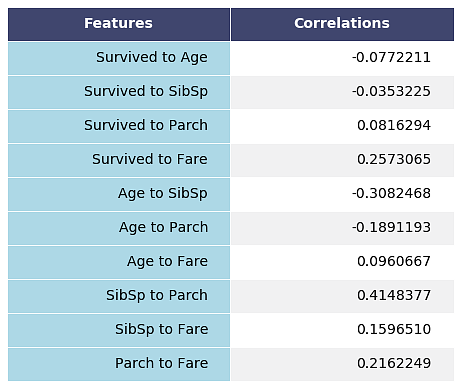 Features Correlations
Survived to Age -0.0772211
Survived to SibSp -0.0353225
Survived to Parch 0.0816294
Survived to Fare 0.2573065
Age to SibSp -0.3082468
Age to Parch -0.1891193
Age to Fare 0.0960667
SibSp to Parch 0.4148377
SibSp to Fare 0.1596510
Parch to Fare 0.2162249